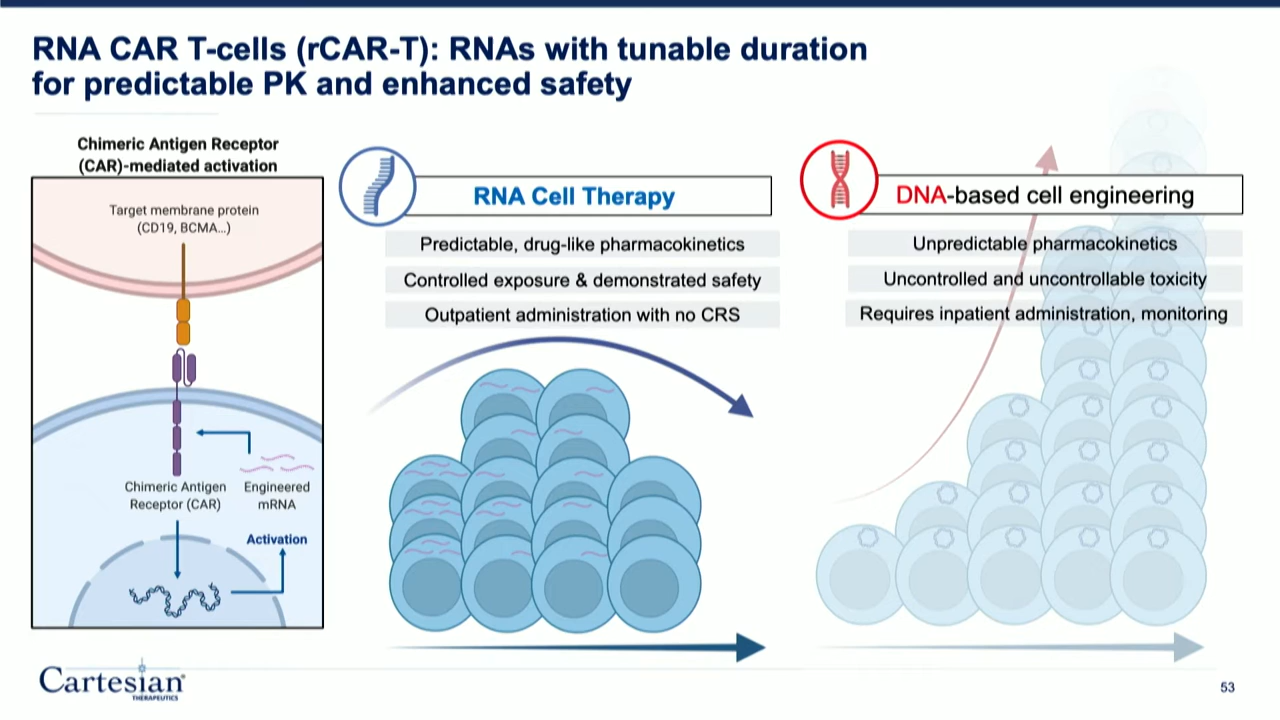 RNA CAR T-cells (rCAR-T): RNAs with tunable duration
for predictable PK and enhanced safety
Chimeric Antigen Receptor
(CAR)-mediated activation
Target membrane protein
(CD19, BCMA...)
Chimeric Antigen
Receptor (CAR)
Engineered
mRNA
Activation
RNA Cell Therapy
Predictable, drug-like pharmacokinetics
Controlled exposure & demonstrated safety
Outpatient administration with no CRS
DNA-based cell engineering
Unpredictable pharmacokinetics
Uncontrolled and uncontrollable toxicity
Requires inpatient administration, monitoring
Cartesian
THERAPEUTICS
53